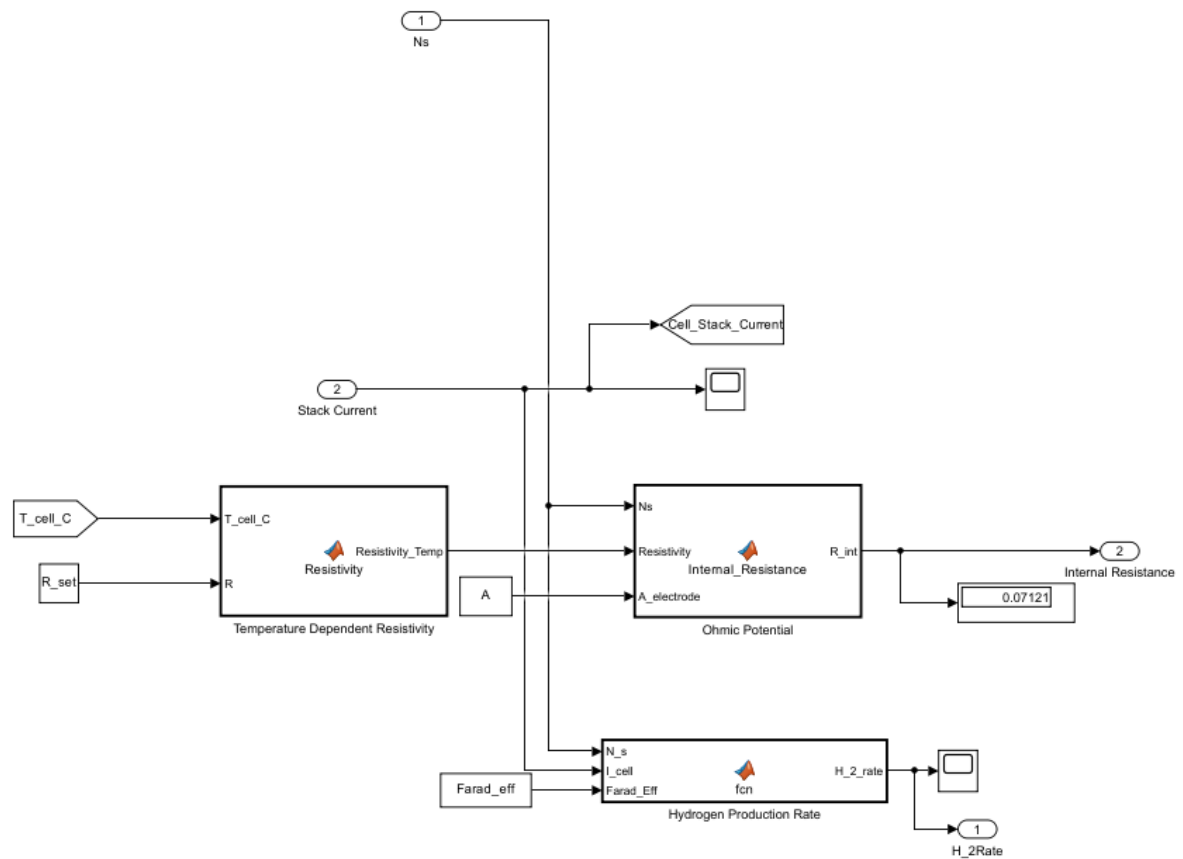 1
Ns
Cell_Stack_Current
2
Stack Current
T_cell_C
R_set
T_cell_C
R
Resistivity_Temp
Resistivity
Temperature Dependent Resistivity
A
Ns
Resistivity
A_electrode
R_int
Internal_Resistance
Ohmic Potential
2
Internal Resistance
0.07121
Farad_eff
N_s
I_cell
Farad_Eff
H_2_rate
fcn
Hydrogen Production Rate
1
H_2Rate